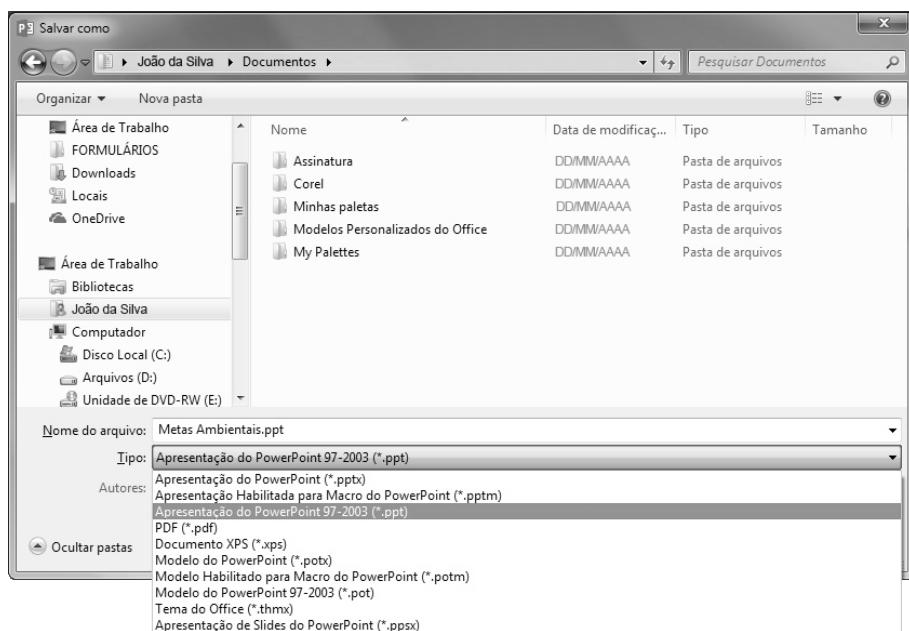 Salvar como
João da Silva Documentos
Pesquisar Documentos
Organizar Nova pasta
Área de Trabalho
FORMULÁRIOS
Downloads
Locais
OneDrive
Área de Trabalho
Bibliotecas
João da Silva
Computador
Disco Local (C:)
Arquivos (D:)
Unidade de DVD-RW (E:)
Nome Data de modificaç... Tipo Tamanho
Assinatura DD/MM/AAAA Pasta de arquivos
Corel DD/MM/AAAA Pasta de arquivos
Minhas paletas DD/MM/AAAA Pasta de arquivos
Modelos Personalizados do Office DD/MM/AAAA Pasta de arquivos
My Palettes DD/MM/AAAA Pasta de arquivos
Nome do arquivo: Metas Ambientais.ppt
Tipo: Apresentação do PowerPoint 97-2003 (*.ppt)
Autores:
Apresentação do PowerPoint (*.pptx)
Apresentação Habilitada para Macro do PowerPoint (*.pptm)
Apresentação do PowerPoint 97-2003 (*.ppt)
PDF (*.pdf)
Documento XPS (*.xps)
Modelo do PowerPoint (*.potx)
Modelo Habilitado para Macro do PowerPoint (*.potm)
Modelo do PowerPoint 97-2003 (*.pot)
Tema do Office (*.thmx)
Apresentação de Slides do PowerPoint (*.ppsx)
Ocultar pastas